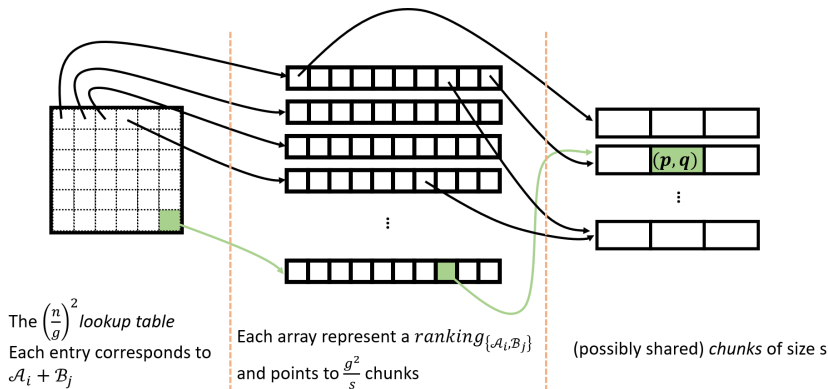 (p, q)
⋮
⋮
The (n/g)² lookup table
Each entry corresponds to
𝒜ᵢ + ℬⱼ
Each array represent a ranking_{𝒜ᵢ,ℬⱼ}
and points to g²/s chunks
(possibly shared) chunks of size s